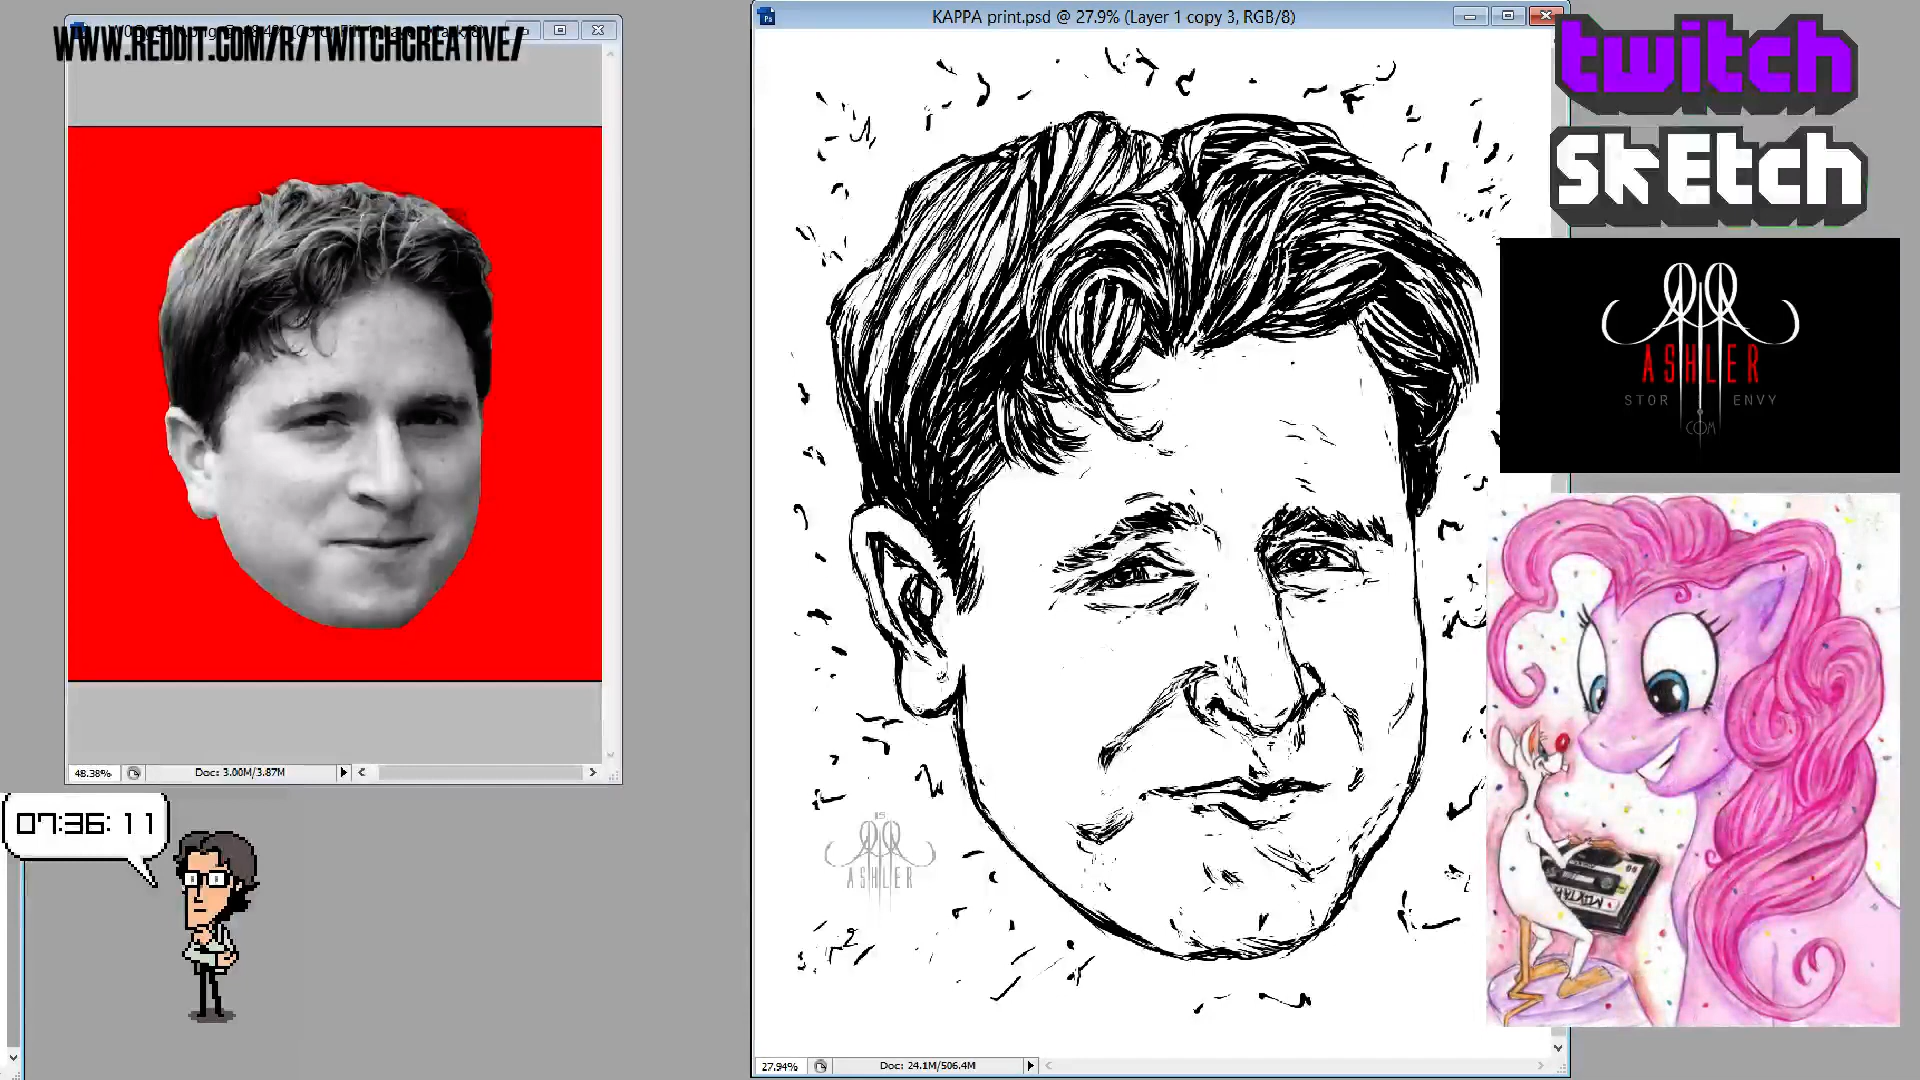 WWW.REDDIT.COM/R/TWITCHCREATIVE/
KAPPA print.psd @ 27.9% (Layer 1 copy 3, RGB/8)
twitch
SkEtch
ASHLER
STOR ENVY
COM
48.38%
Doc: 3.00M/3.87M
07:36:11
15
ASHLER
MIXTAPE
27.94%
Doc: 24.1M/506.4M